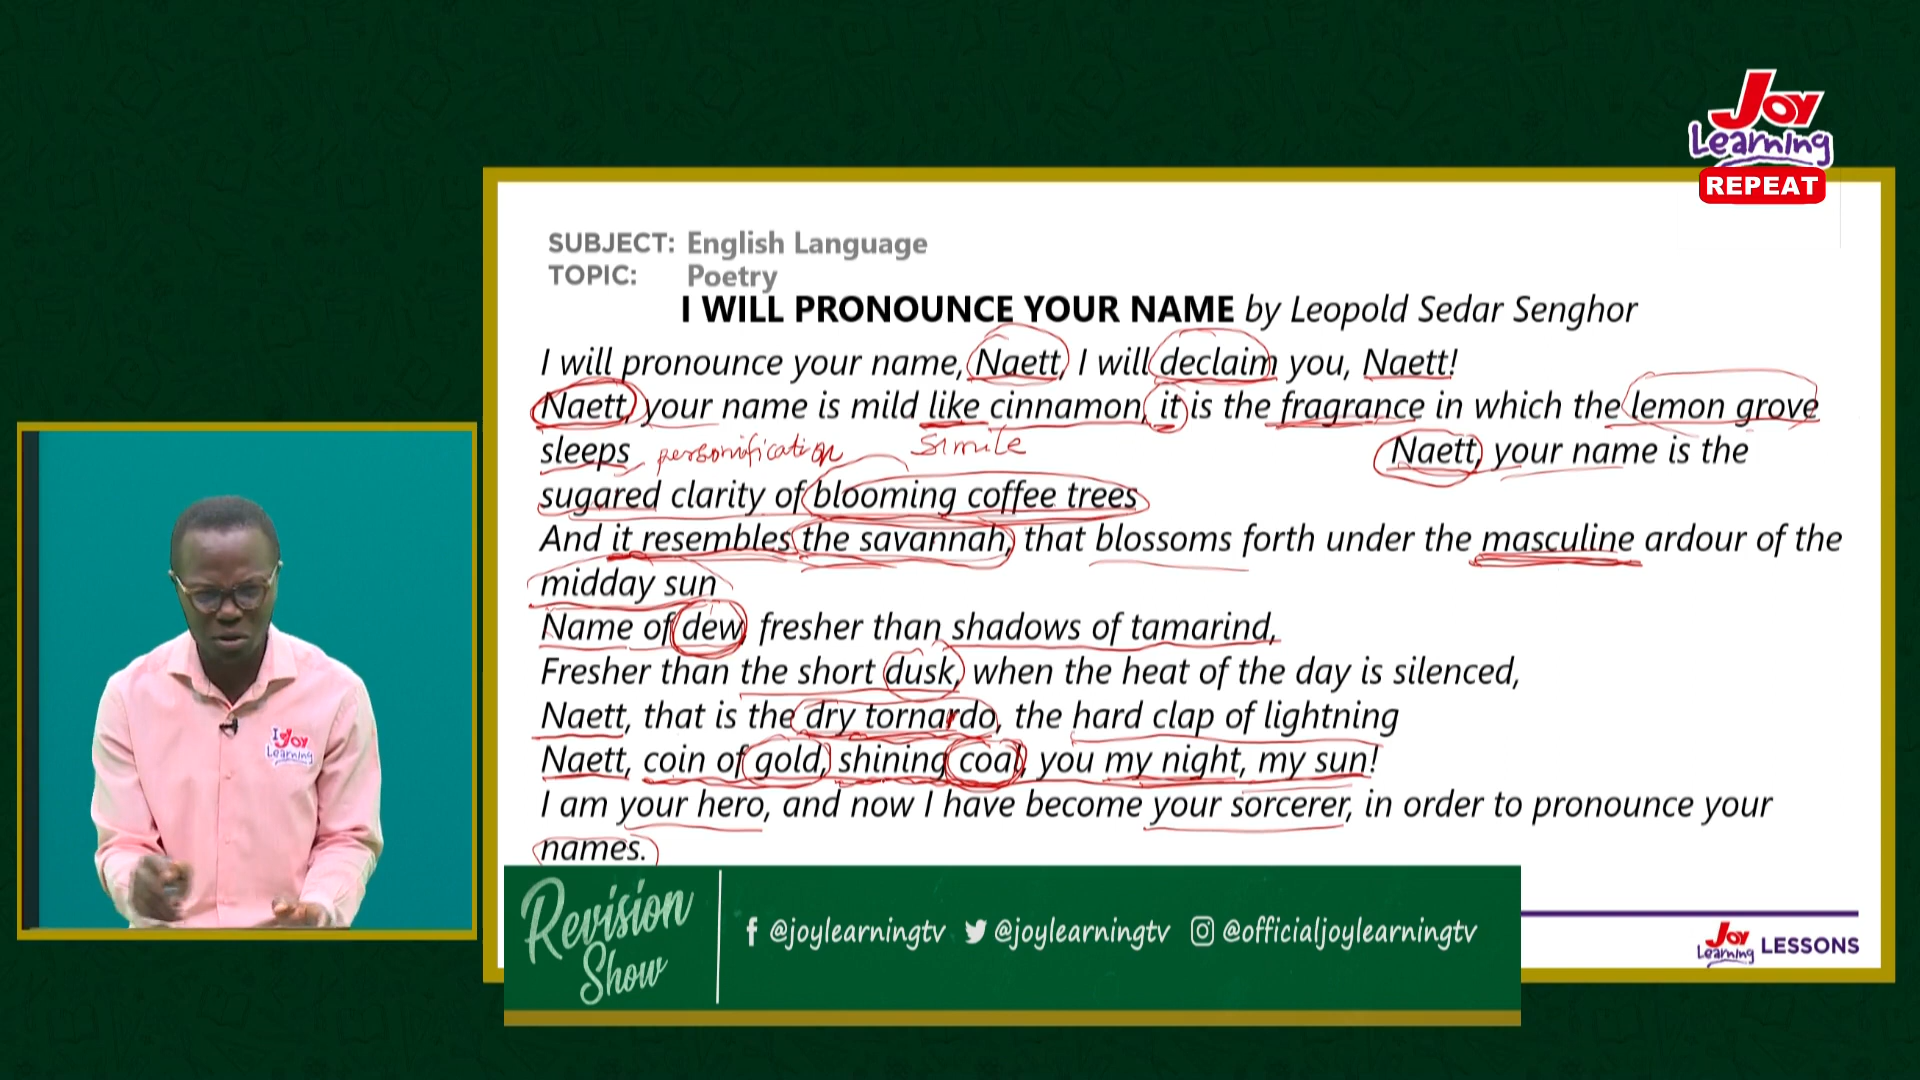 Joy
Learning
REPEAT
SUBJECT: English Language
TOPIC: Poetry
I WILL PRONOUNCE YOUR NAME by Leopold Sedar Senghor
I will pronounce your name, Naett, I will declaim you, Naett!
Naett, your name is mild like cinnamon, it is the fragrance in which the lemon grove
sleeps personification simile Naett, your name is the
sugared clarity of blooming coffee trees
And it resembles the savannah, that blossoms forth under the masculine ardour of the
midday sun
Name of dew, fresher than shadows of tamarind,
Fresher than the short dusk, when the heat of the day is silenced,
Naett, that is the dry tornardo, the hard clap of lightning
Naett, coin of gold, shining coal, you my night, my sun!
I am your hero, and now I have become your sorcerer, in order to pronounce your
names.
I Joy
Learning
Revision
Show
@joylearningtv @joylearningtv @officialjoylearningtv
Joy
Learning LESSONS